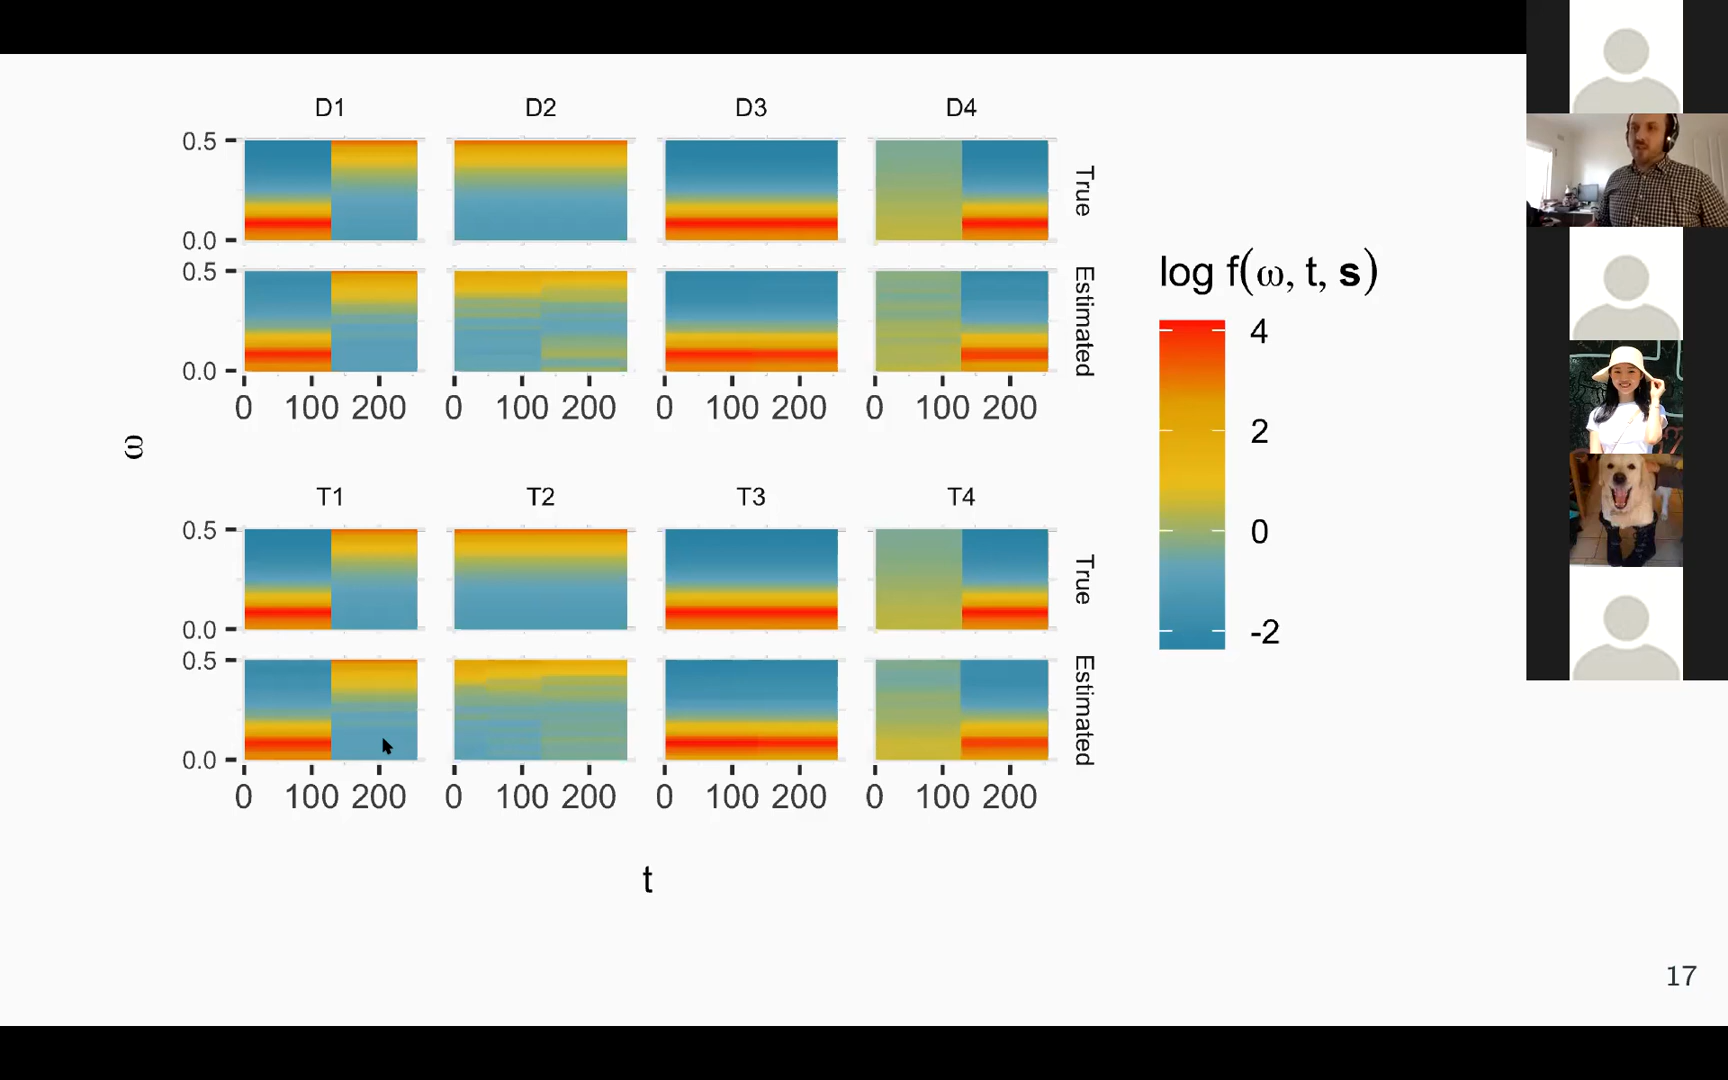 D1 D2 D3 D4
0.5
0.0
True
0.5
0.0
Estimated
0 100 200 0 100 200 0 100 200 0 100 200
log f(ω, t, s)
4
2
0
-2
ω
T1 T2 T3 T4
0.5
0.0
True
0.5
0.0
Estimated
0 100 200 0 100 200 0 100 200 0 100 200
t
17